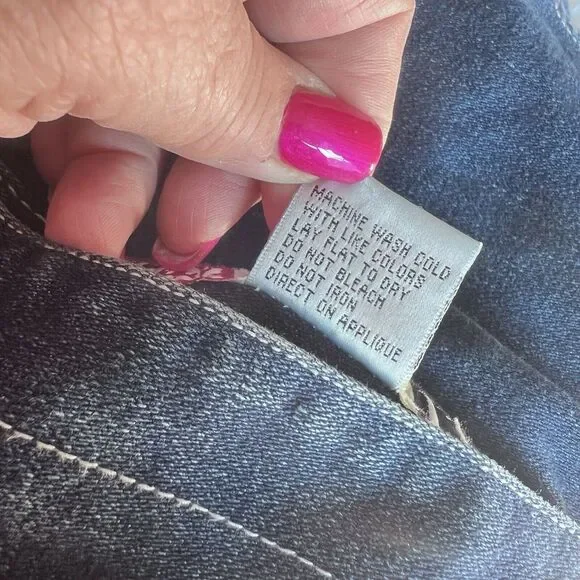 MACHINE WASH COLD
WITH LIKE COLORS
LAY FLAT TO DRY
DO NOT BLEACH
DO NOT IRON
DIRECT ON APPLIQUE